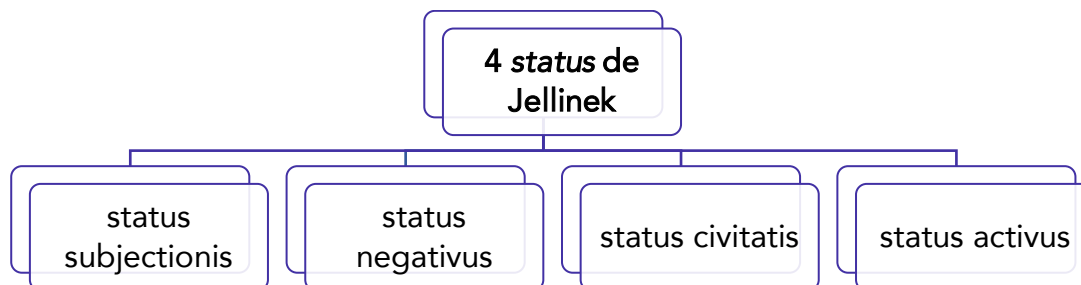 4 status de
Jellinek
status
subjectionis
status
negativus
status civitatis
status activus